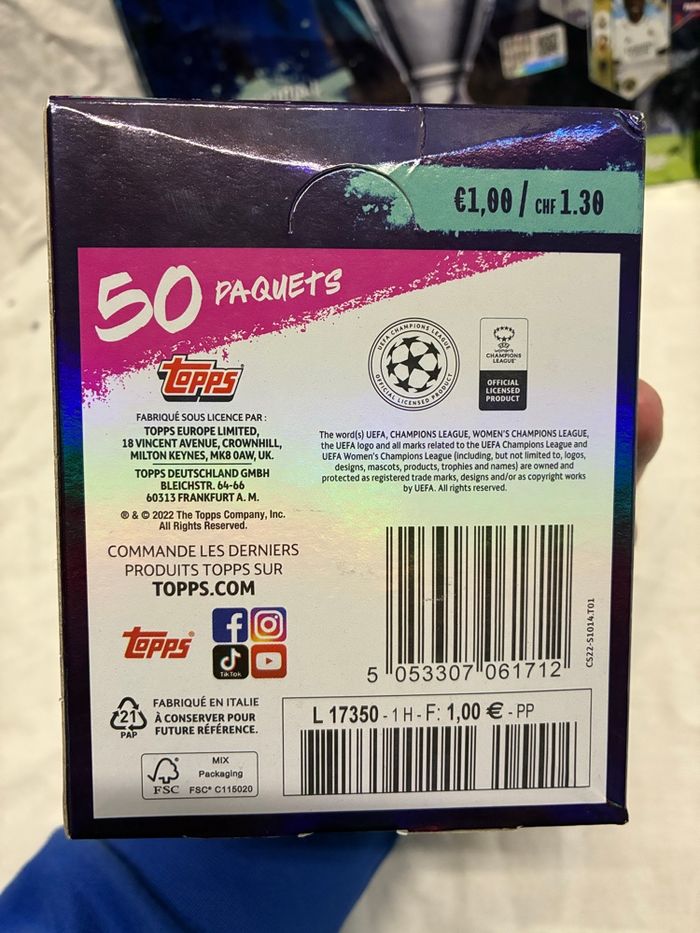 €1,00 / CHF 1.30
50 PAQUETS
Topps
FABRIQUÉ SOUS LICENCE PAR :
TOPPS EUROPE LIMITED,
18 VINCENT AVENUE, CROWNHILL,
MILTON KEYNES, MK8 0AW, UK.
TOPPS DEUTSCHLAND GMBH
BLEICHSTR. 64-66
60313 FRANKFURT A. M.
® & © 2022 The Topps Company, Inc.
All Rights Reserved.
COMMANDE LES DERNIERS
PRODUITS TOPPS SUR
TOPPS.COM
Topps®
TikTok
21
PAP
FABRIQUÉ EN ITALIE
À CONSERVER POUR
FUTURE RÉFÉRENCE.
FSC
MIX
Packaging
FSC® C115020
UEFA CHAMPIONS LEAGUE
OFFICIAL LICENSED PRODUCT
UEFA
WOMEN'S
CHAMPIONS
LEAGUE
OFFICIAL
LICENSED
PRODUCT
The word(s) UEFA, CHAMPIONS LEAGUE, WOMEN'S CHAMPIONS LEAGUE,
the UEFA logo and all marks related to the UEFA Champions League and
UEFA Women's Champions League (including, but not limited to, logos,
designs, mascots, products, trophies and names) are owned and
protected as registered trade marks, designs and/or as copyright works
by UEFA. All rights reserved.
5 053307 061712
CS22-S1014.T01
L 17350 - 1 H - F: 1,00 € - PP